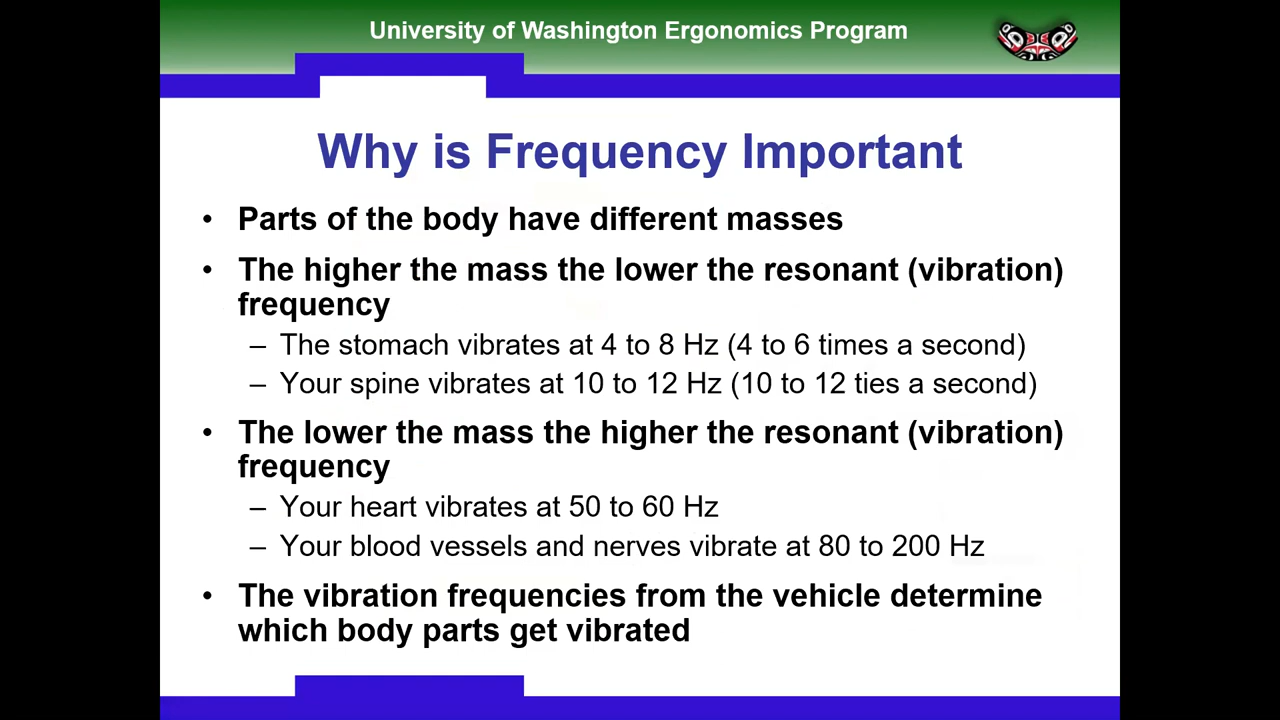 University of Washington Ergonomics Program
Why is Frequency Important
• Parts of the body have different masses
• The higher the mass the lower the resonant (vibration)
frequency
– The stomach vibrates at 4 to 8 Hz (4 to 6 times a second)
– Your spine vibrates at 10 to 12 Hz (10 to 12 ties a second)
• The lower the mass the higher the resonant (vibration)
frequency
– Your heart vibrates at 50 to 60 Hz
– Your blood vessels and nerves vibrate at 80 to 200 Hz
• The vibration frequencies from the vehicle determine
which body parts get vibrated